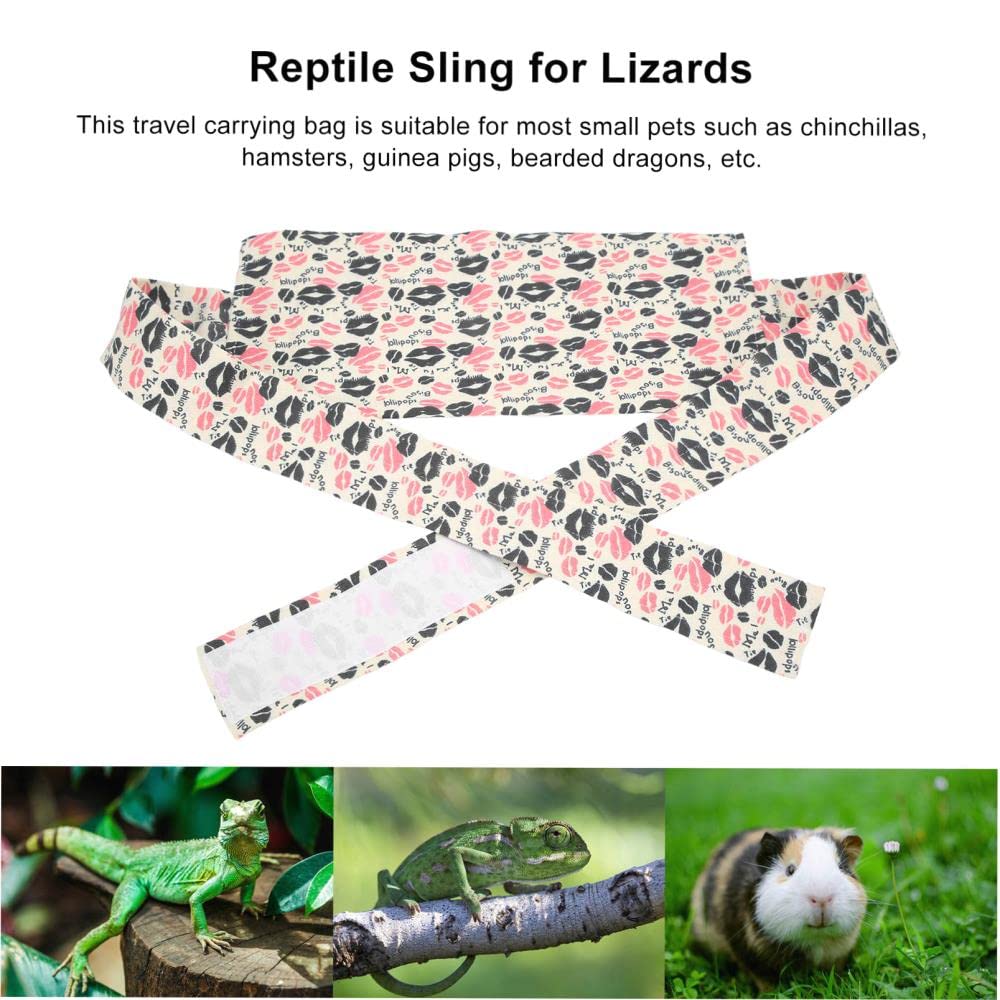 Reptile Sling for Lizards
This travel carrying bag is suitable for most small pets such as chinchillas,
hamsters, guinea pigs, bearded dragons, etc.